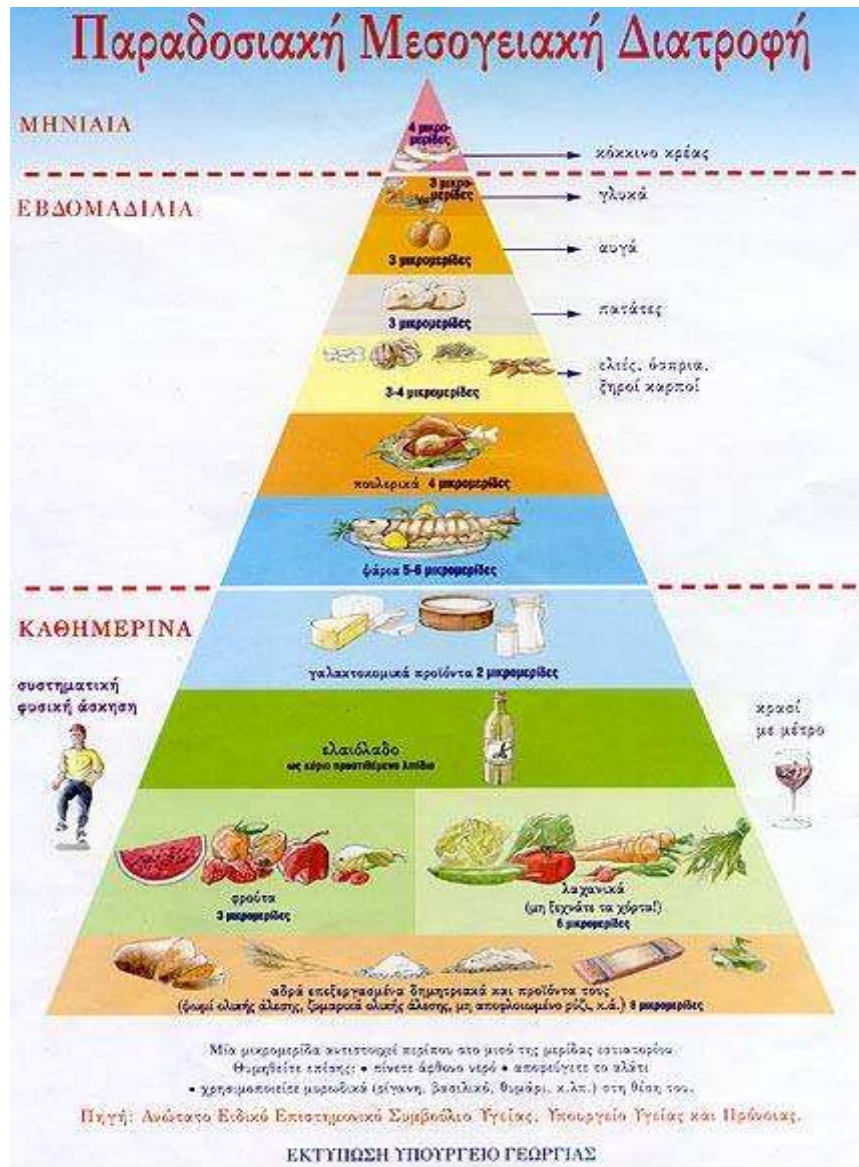 Παραδοσιακή Μεσογειακή Διατροφή
ΜΗΝΙΑΙΑ
4 μικρο-
μερίδες
κόκκινο κρέας
ΕΒΔΟΜΑΔΙΑΙΑ
3 μικρο-
μερίδες
γλυκά
αυγά
3 μικρομερίδες
πατάτες
3 μικρομερίδες
ελιές, όσπρια,
ξηροί καρποί
3-4 μικρομερίδες
πουλερικά 4 μικρομερίδες
ψάρια 5-6 μικρομερίδες
ΚΑΘΗΜΕΡΙΝΑ
γαλακτοκομικά προϊόντα 2 μικρομερίδες
συστηματική
φυσική άσκηση
κρασί
με μέτρο
ελαιόλαδο
ως κύριο προστιθέμενο λιπίδιο
φρούτα
3 μικρομερίδες
λαχανικά
(μη ξεχνάτε τα χόρτα!)
6 μικρομερίδες
αδρά επεξεργασμένα δημητριακά και προϊόντα τους
(ψωμί ολικής άλεσης, ζυμαρικά ολικής άλεσης, μη αποφλοιωμένο ρύζι, κ.ά.) 8 μικρομερίδες
Μία μικρομερίδα αντιστοιχεί περίπου στο μισό της μερίδας εστιατορίου
Θυμηθείτε επίσης: • πίνετε άφθονο νερό • αποφεύγετε το αλάτι
• χρησιμοποιείτε μυρωδικά (ρίγανη, βασιλικό, θυμάρι, κ.λπ.) στη θέση του.
Πηγή: Ανώτατο Ειδικό Επιστημονικό Συμβούλιο Υγείας, Υπουργείο Υγείας και Πρόνοιας.
ΕΚΤΥΠΩΣΗ ΥΠΟΥΡΓΕΙΟ ΓΕΩΡΓΙΑΣ